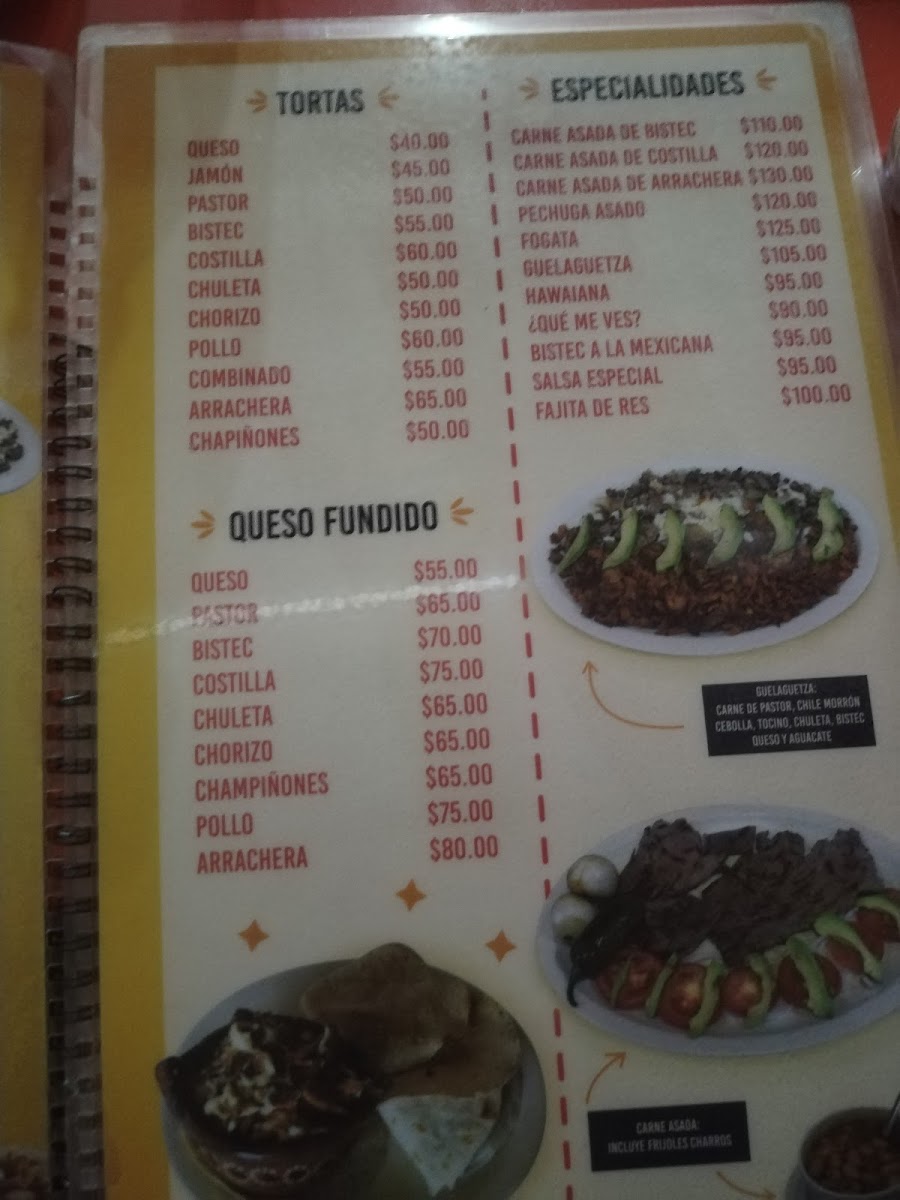 TORTAS
QUESO $40.00
JAMÓN $45.00
PASTOR $50.00
BISTEC $55.00
COSTILLA $60.00
CHULETA $50.00
CHORIZO $50.00
POLLO $60.00
COMBINADO $55.00
ARRACHERA $65.00
CHAPIÑONES $50.00
QUESO FUNDIDO
QUESO $55.00
PASTOR $65.00
BISTEC $70.00
COSTILLA $75.00
CHULETA $65.00
CHORIZO $65.00
CHAMPIÑONES $65.00
POLLO $75.00
ARRACHERA $80.00
ESPECIALIDADES
CARNE ASADA DE BISTEC $110.00
CARNE ASADA DE COSTILLA $120.00
CARNE ASADA DE ARRACHERA $130.00
PECHUGA ASADO $120.00
FOGATA $125.00
GUELAGUETZA $105.00
HAWAIANA $95.00
¿QUÉ ME VES? $90.00
BISTEC A LA MEXICANA $95.00
SALSA ESPECIAL $95.00
FAJITA DE RES $100.00
GUELAGUETZA:
CARNE DE PASTOR, CHILE MORRÓN
CEBOLLA, TOCINO, CHULETA, BISTEC
QUESO Y AGUACATE
CARNE ASADA:
INCLUYE FRIJOLES CHARROS